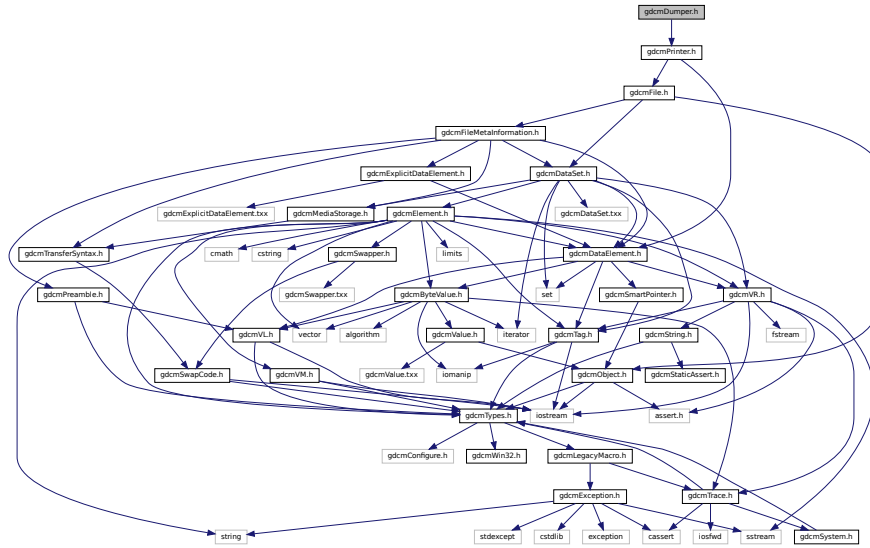 gdcmDumper.h
gdcmPrinter.h
gdcmFile.h
gdcmFileMetaInformation.h
gdcmExplicitDataElement.h
gdcmDataSet.h
gdcmExplicitDataElement.txx
gdcmMediaStorage.h
gdcmElement.h
gdcmDataSet.txx
gdcmTransferSyntax.h
cmath
cstring
gdcmSwapper.h
limits
gdcmDataElement.h
gdcmPreamble.h
gdcmSwapper.txx
gdcmByteValue.h
set
gdcmSmartPointer.h
gdcmVR.h
gdcmVL.h
vector
algorithm
gdcmValue.h
iterator
gdcmTag.h
gdcmString.h
fstream
gdcmSwapCode.h
gdcmVM.h
gdcmValue.txx
iomanip
gdcmObject.h
gdcmStaticAssert.h
gdcmTypes.h
iostream
assert.h
gdcmConfigure.h
gdcmWin32.h
gdcmLegacyMacro.h
gdcmException.h
gdcmTrace.h
string
stdexcept
cstdlib
exception
cassert
iosfwd
sstream
gdcmSystem.h